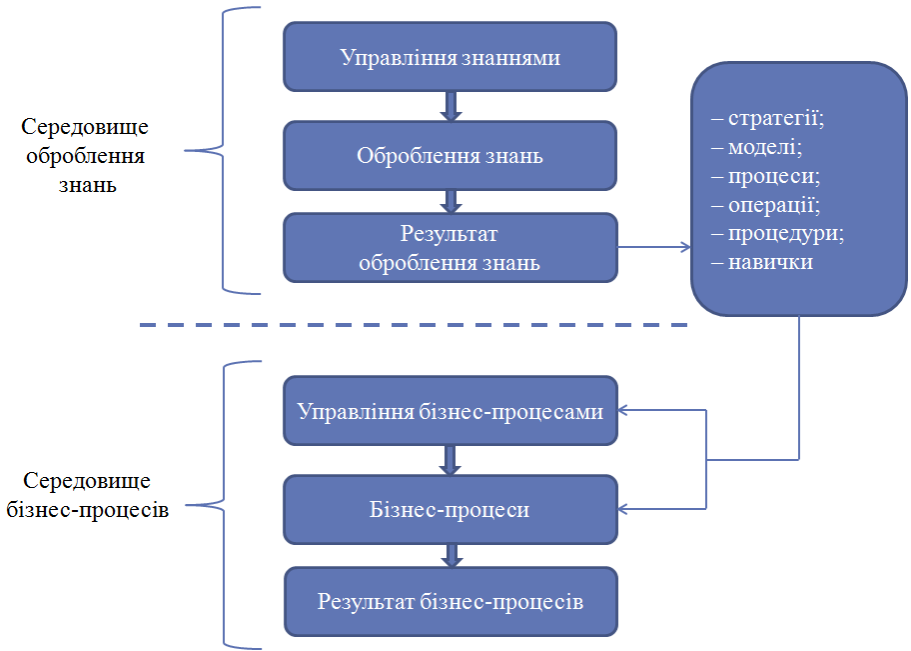 Середовище
оброблення
знань
Управління знаннями
Оброблення знань
Результат
оброблення знань
– стратегії;
– моделі;
– процеси;
– операції;
– процедури;
– навички
Середовище
бізнес-процесів
Управління бізнес-процесами
Бізнес-процеси
Результат бізнес-процесів